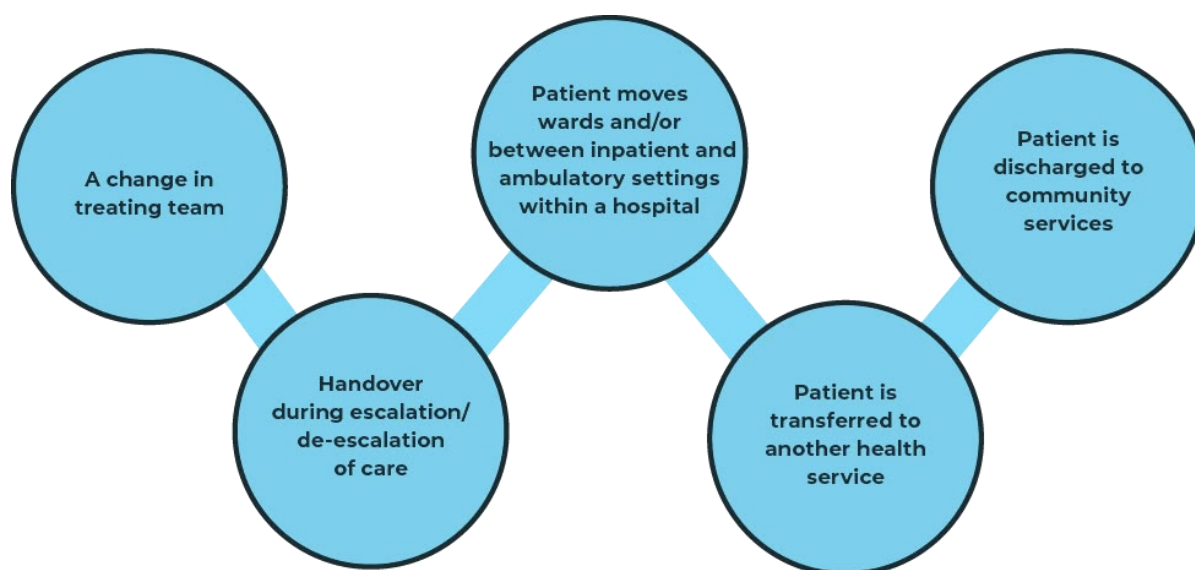 A change in
treating team
Handover
during escalation/
de-escalation
of care
Patient moves
wards and/or
between inpatient and
ambulatory settings
within a hospital
Patient is
transferred to
another health
service
Patient is
discharged to
community
services